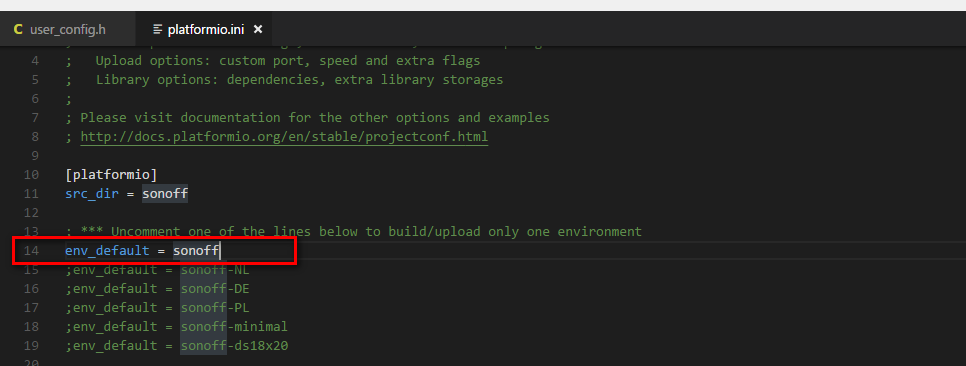 C user_config.h platformio.ini ×
4 ;   Upload options: custom port, speed and extra flags
5 ;   Library options: dependencies, extra library storages
6 ;
7 ; Please visit documentation for the other options and examples
8 ; http://docs.platformio.org/en/stable/projectconf.html
9
10 [platformio]
11 src_dir = sonoff
12
13 ; *** Uncomment one of the lines below to build/upload only one environment
14 env_default = sonoff
15 ;env_default = sonoff-NL
16 ;env_default = sonoff-DE
17 ;env_default = sonoff-PL
18 ;env_default = sonoff-minimal
19 ;env_default = sonoff-ds18x20
20